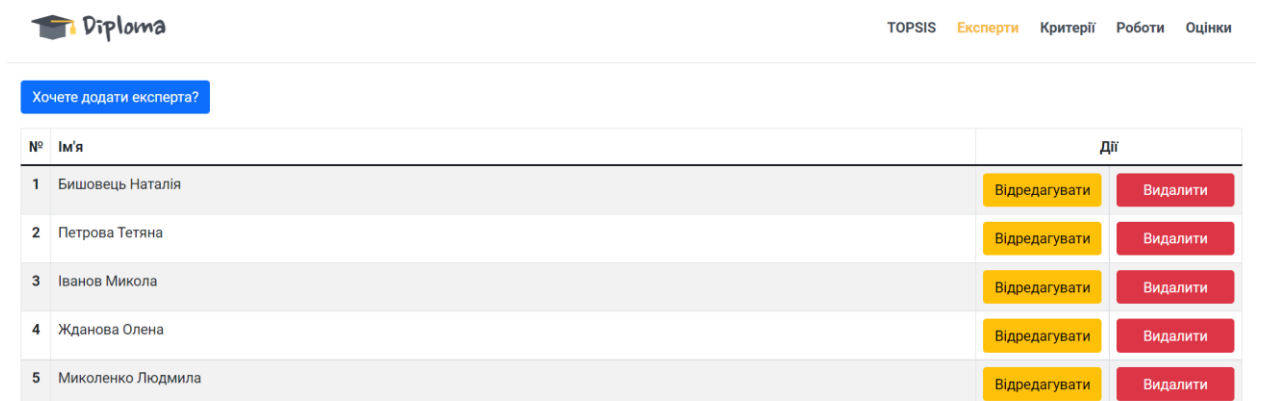 Diploma TOPSIS Експерти Критерії Роботи Оцінки
Хочете додати експерта?
№ Ім'я Дії
1 Бишовець Наталія Відредагувати Видалити
2 Петрова Тетяна Відредагувати Видалити
3 Іванов Микола Відредагувати Видалити
4 Жданова Олена Відредагувати Видалити
5 Миколенко Людмила Відредагувати Видалити